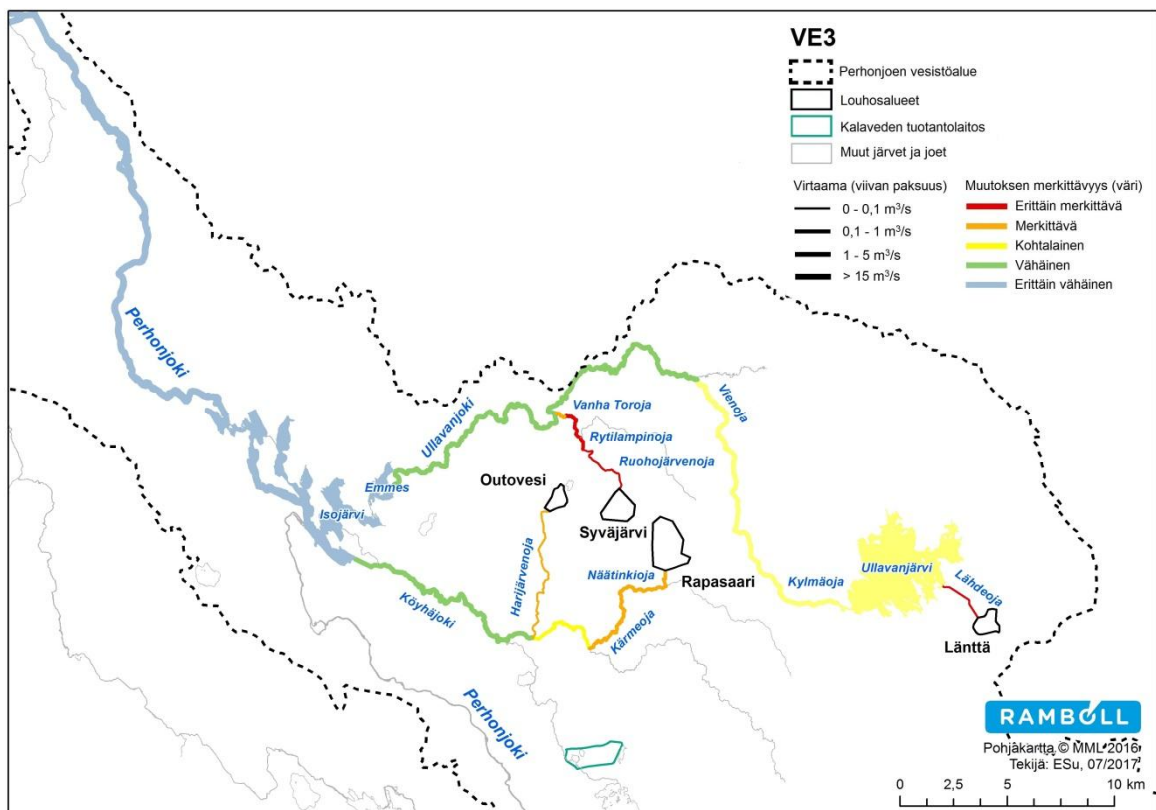 VE3
Perhonjoen vesistöalue
Louhosalueet
Kalaveden tuotantolaitos
Muut järvet ja joet
Virtaama (viivan paksuus)
0 - 0,1 m³/s
0,1 - 1 m³/s
1 - 5 m³/s
> 15 m³/s
Muutoksen merkittävyys (väri)
Erittäin merkittävä
Merkittävä
Kohtalainen
Vähäinen
Erittäin vähäinen
Perhonjoki
Ullavanjoki
Vanha Toroja
Vienoja
Rytilampinoja
Ruohojärvenoja
Emmes
Outovesi
Isojärvi
Syväjärvi
Harijärvenoja
Näätinkioja
Rapasaari
Kylmäoja
Ullavanjärvi
Lähdeoja
Köyhäjoki
Kärmeoja
Länttä
Perhonjoki
RAMBOLL
Pohjakartta © MML 2016
Tekijä: ESu, 07/2017
0 2,5 5 10 km